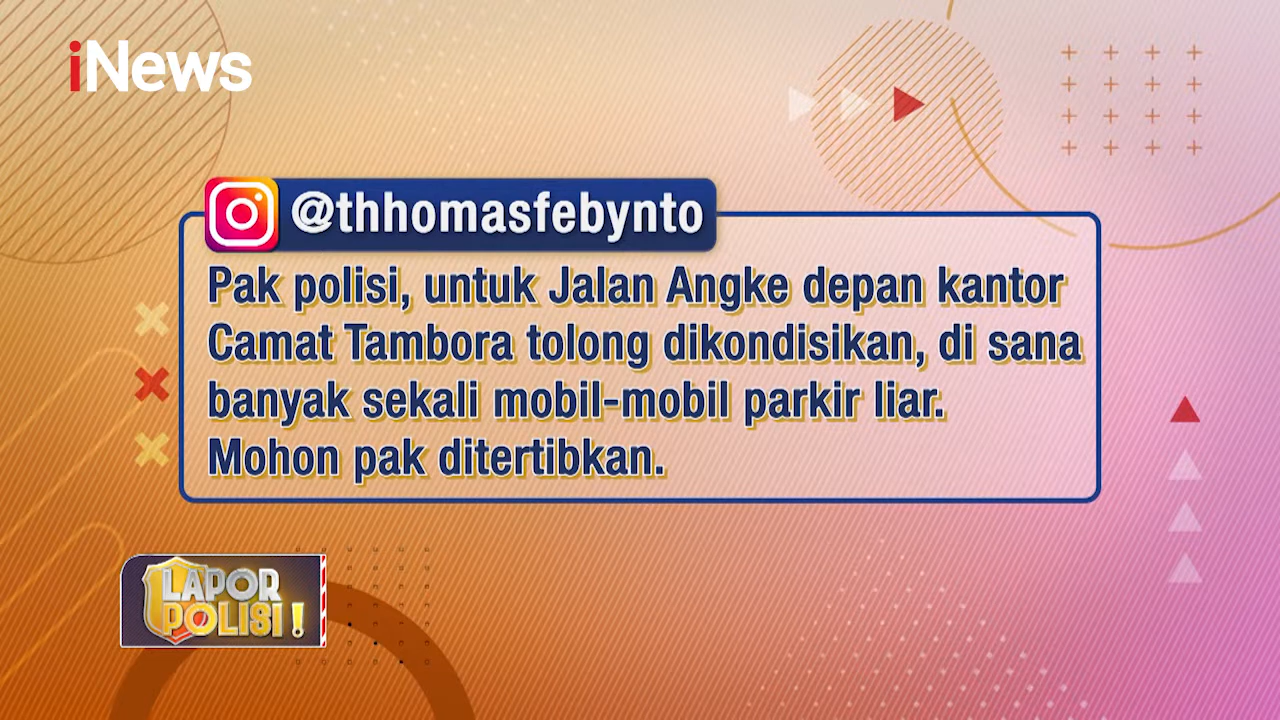 iNews
@thhomasfebynto
Pak polisi, untuk Jalan Angke depan kantor
Camat Tambora tolong dikondisikan, di sana
banyak sekali mobil-mobil parkir liar.
Mohon pak ditertibkan.
LAPOR
POLISI !